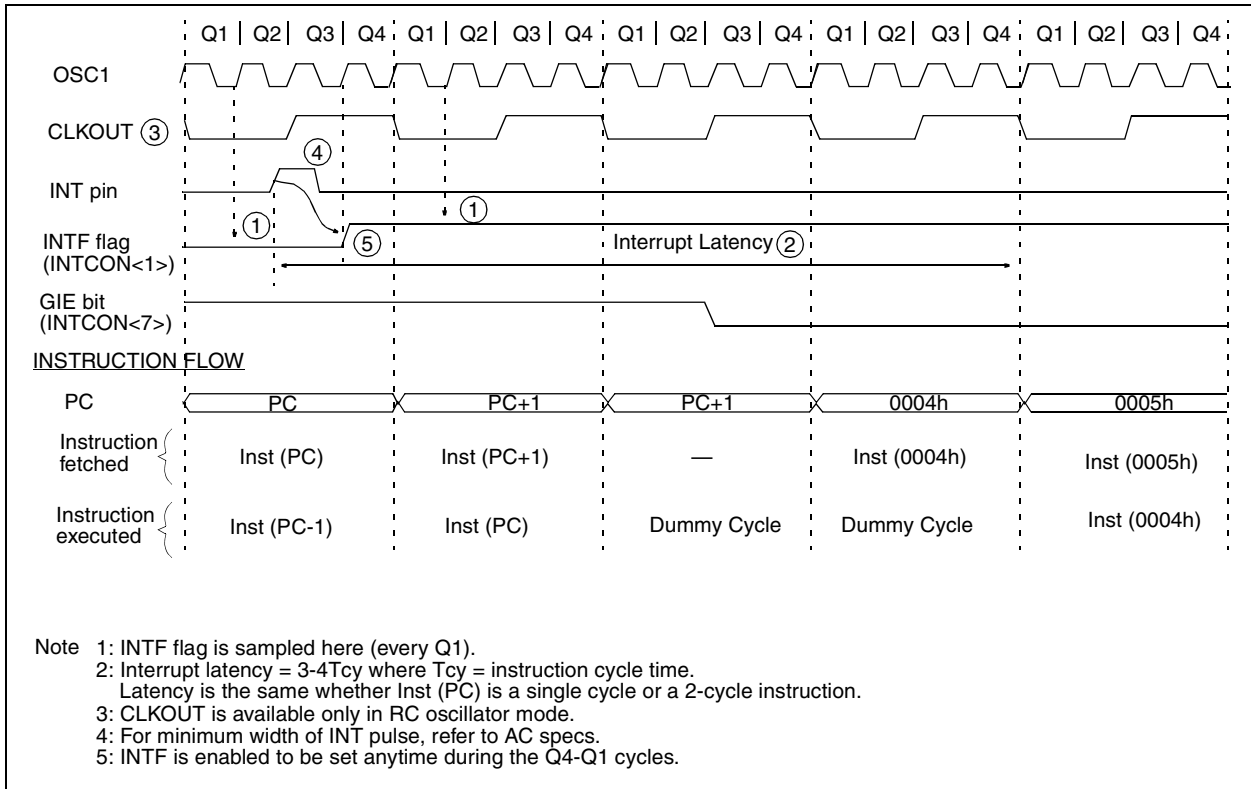 Q1 | Q2 | Q3 | Q4 Q1 | Q2 | Q3 | Q4 Q1 | Q2 | Q3 | Q4 Q1 | Q2 | Q3 | Q4 Q1 | Q2 | Q3 | Q4
OSC1
CLKOUT 3
4
INT pin
1 1
INTF flag
(INTCON<1>)
5
Interrupt Latency 2
GIE bit
(INTCON<7>)
INSTRUCTION FLOW
PC PC PC+1 PC+1 0004h 0005h
Instruction
fetched
Inst (PC) Inst (PC+1) — Inst (0004h) Inst (0005h)
Instruction
executed
Inst (PC-1) Inst (PC) Dummy Cycle Dummy Cycle Inst (0004h)
Note 1: INTF flag is sampled here (every Q1).
2: Interrupt latency = 3-4Tcy where Tcy = instruction cycle time.
Latency is the same whether Inst (PC) is a single cycle or a 2-cycle instruction.
3: CLKOUT is available only in RC oscillator mode.
4: For minimum width of INT pulse, refer to AC specs.
5: INTF is enabled to be set anytime during the Q4-Q1 cycles.